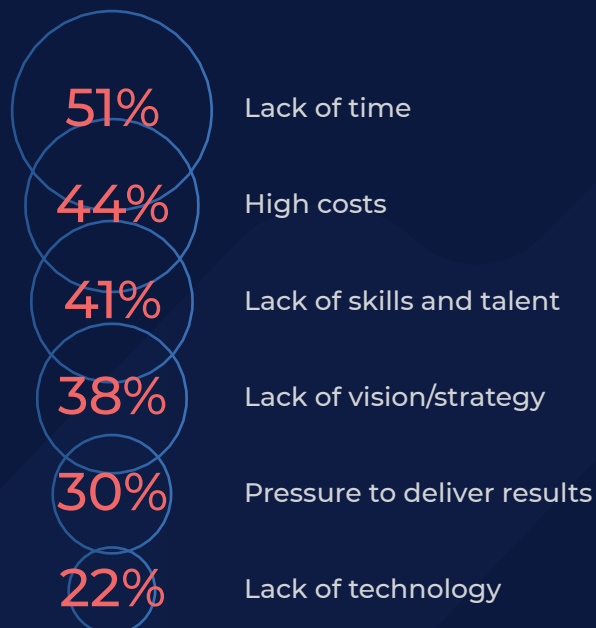 51% Lack of time
44% High costs
41% Lack of skills and talent
38% Lack of vision/strategy
30% Pressure to deliver results
22% Lack of technology